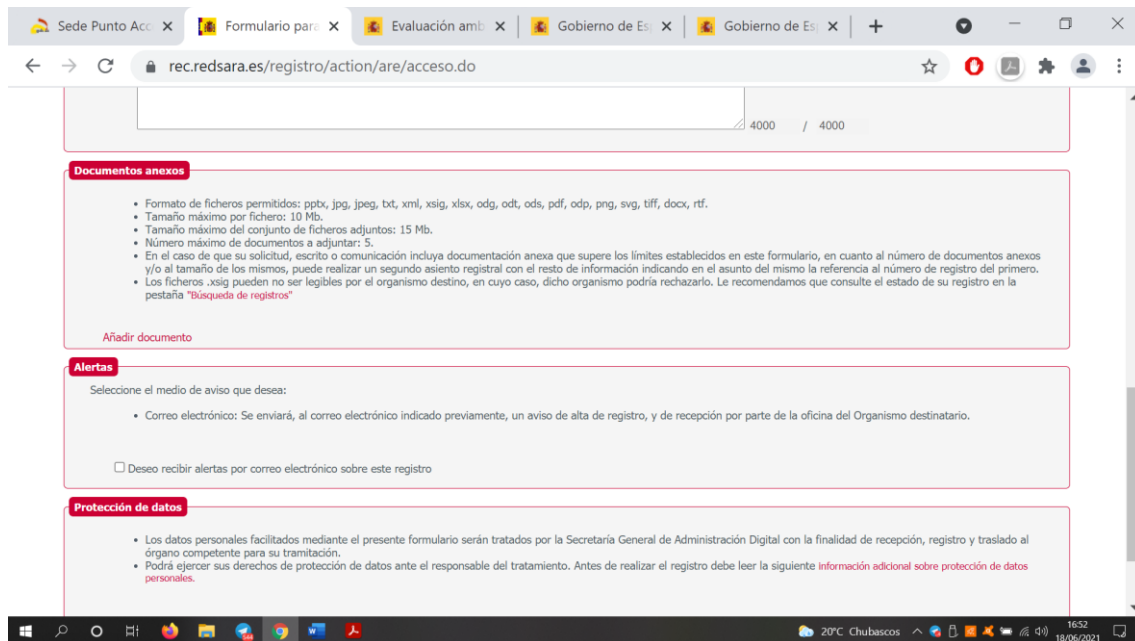 Sede Punto Acc
Formulario para
Evaluación amb
Gobierno de Es
Gobierno de Es
rec.redsara.es/registro/action/are/acceso.do
4000 / 4000
Documentos anexos
• Formato de ficheros permitidos: pptx, jpg, jpeg, txt, xml, xsig, xlsx, odg, odt, ods, pdf, odp, png, svg, tiff, docx, rtf.
• Tamaño máximo por fichero: 10 Mb.
• Tamaño máximo del conjunto de ficheros adjuntos: 15 Mb.
• Número máximo de documentos a adjuntar: 5.
• En el caso de que su solicitud, escrito o comunicación incluya documentación anexa que supere los límites establecidos en este formulario, en cuanto al número de documentos anexos
y/o al tamaño de los mismos, puede realizar un segundo asiento registral con el resto de información indicando en el asunto del mismo la referencia al número de registro del primero.
• Los ficheros .xsig pueden no ser legibles por el organismo destino, en cuyo caso, dicho organismo podría rechazarlo. Le recomendamos que consulte el estado de su registro en la
pestaña "Búsqueda de registros"
Añadir documento
Alertas
Seleccione el medio de aviso que desea:
• Correo electrónico: Se enviará, al correo electrónico indicado previamente, un aviso de alta de registro, y de recepción por parte de la oficina del Organismo destinatario.
Deseo recibir alertas por correo electrónico sobre este registro
Protección de datos
• Los datos personales facilitados mediante el presente formulario serán tratados por la Secretaría General de Administración Digital con la finalidad de recepción, registro y traslado al
órgano competente para su tramitación.
• Podrá ejercer sus derechos de protección de datos ante el responsable del tratamiento. Antes de realizar el registro debe leer la siguiente información adicional sobre protección de datos
personales.
20°C Chubascos
16:52
18/06/2021